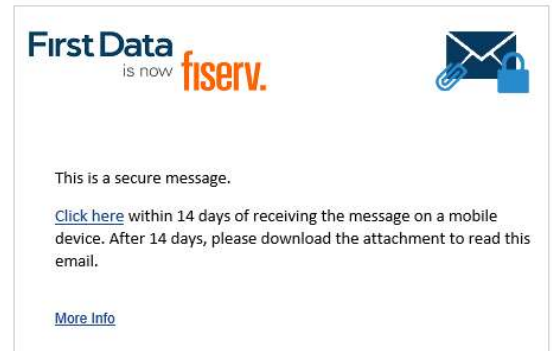 First Data
is now fiserv.
This is a secure message.
Click here within 14 days of receiving the message on a mobile
device. After 14 days, please download the attachment to read this
email.
More Info